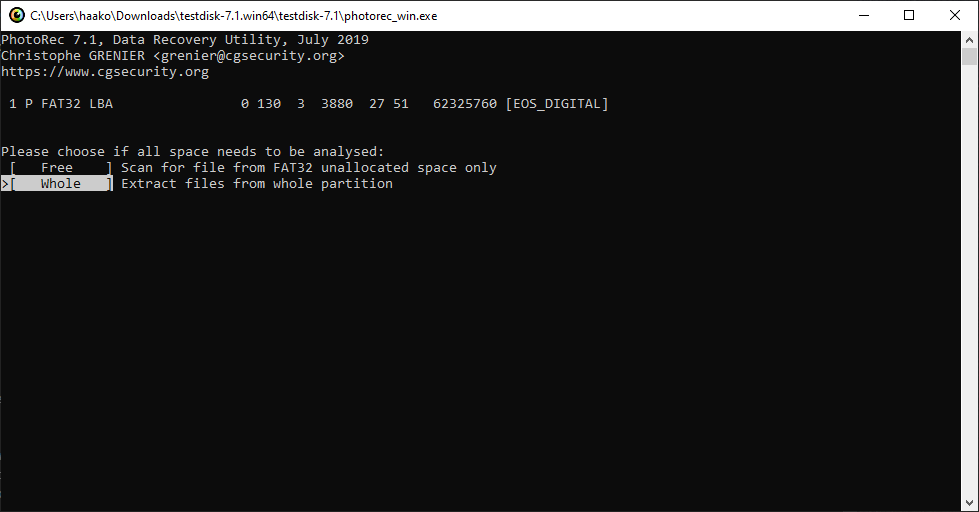 C:\Users\haako\Downloads\testdisk-7.1.win64\testdisk-7.1\photorec_win.exe
PhotoRec 7.1, Data Recovery Utility, July 2019
Christophe GRENIER <grenier@cgsecurity.org>
https://www.cgsecurity.org
 1 P FAT32 LBA                0 130  3  3880  27 51   62325760 [EOS_DIGITAL]
Please choose if all space needs to be analysed:
 [   Free    ] Scan for file from FAT32 unallocated space only
>[   Whole   ] Extract files from whole partition